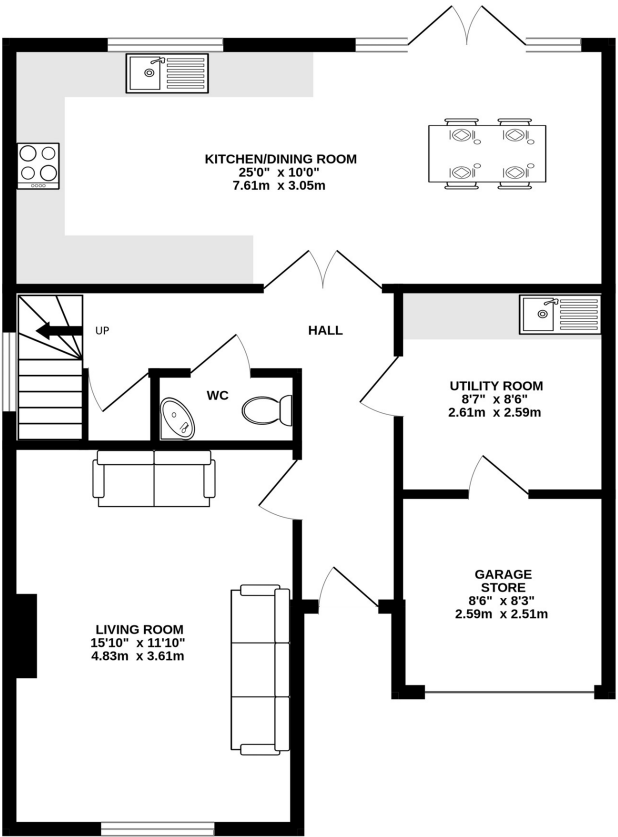 KITCHEN/DINING ROOM
25'0" x 10'0"
7.61m x 3.05m
UP
HALL
WC
UTILITY ROOM
8'7" x 8'6"
2.61m x 2.59m
GARAGE
STORE
8'6" x 8'3"
2.59m x 2.51m
LIVING ROOM
15'10" x 11'10"
4.83m x 3.61m